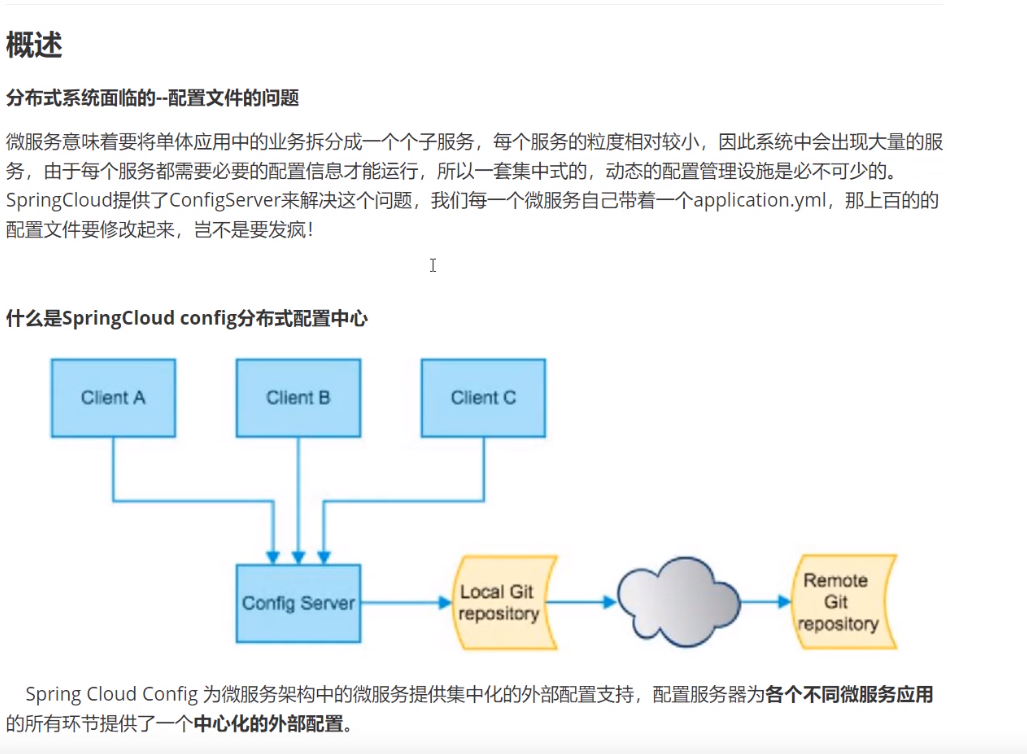 概述
分布式系统面临的--配置文件的问题
微服务意味着要将单体应用中的业务拆分成一个个子服务，每个服务的粒度相对较小，因此系统中会出现大量的服
务，由于每个服务都需要必要的配置信息才能运行，所以一套集中式的，动态的配置管理设施是必不可少的。
SpringCloud提供了ConfigServer来解决这个问题，我们每一个微服务自己带着一个application.yml，那上百的的
配置文件要修改起来，岂不是要发疯！
什么是SpringCloud config分布式配置中心
Client A
Client B
Client C
Config Server
Local Git
repository
Remote
Git
repository
Spring Cloud Config 为微服务架构中的微服务提供集中化的外部配置支持，配置服务器为各个不同微服务应用
的所有环节提供了一个中心化的外部配置。